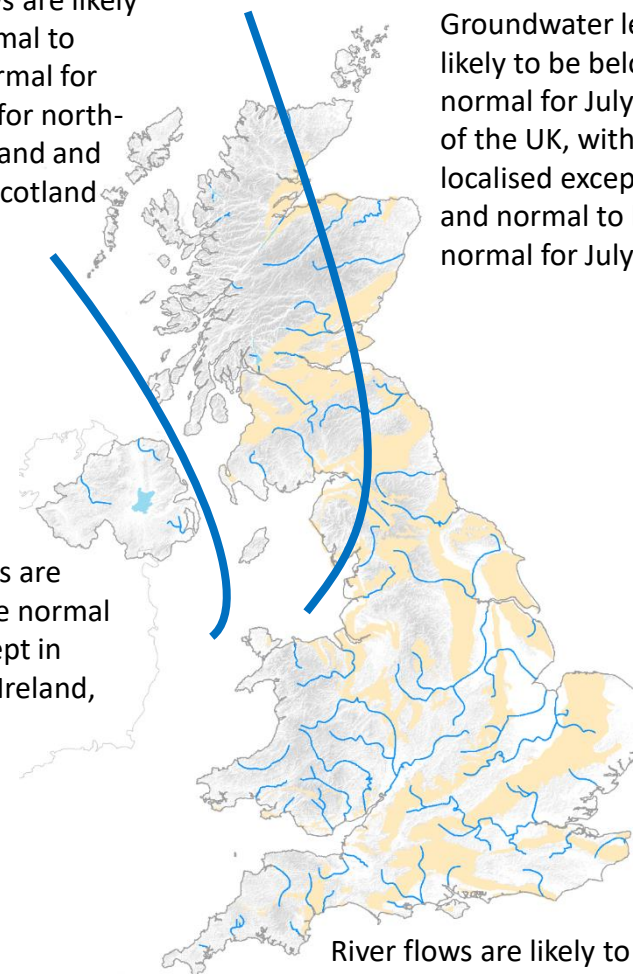 s are likely
mal to
rmal for
for north-
and and
cotland
Groundwater le
likely to be belo
normal for July
of the UK, with
localised excep
and normal to
normal for July
s are
e normal
ept in
Ireland,
River flows are likely to